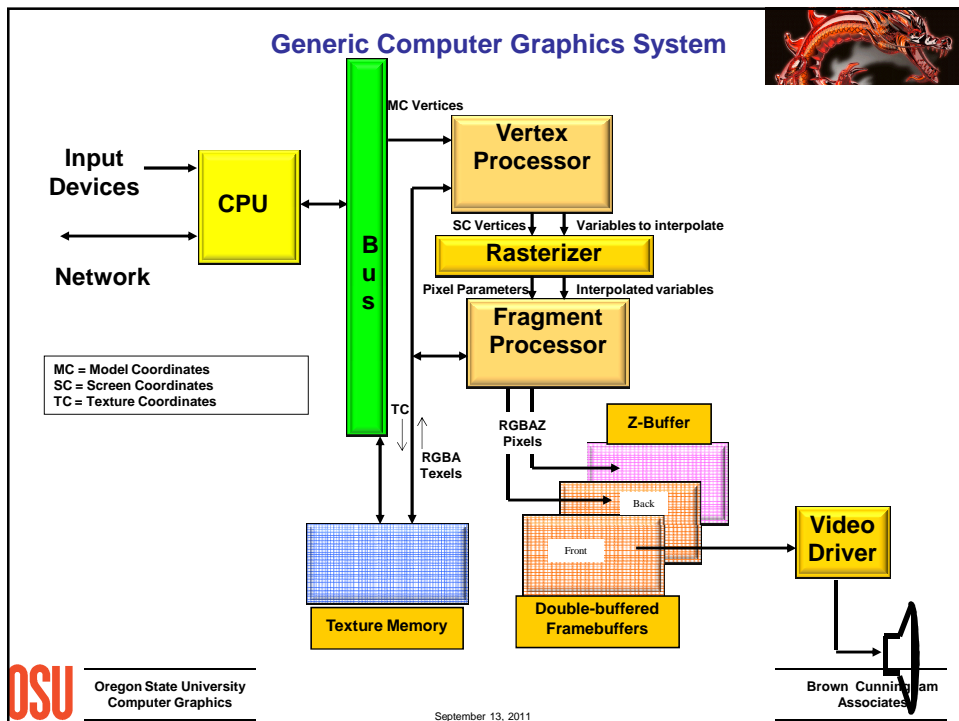 Generic Computer Graphics System
MC Vertices
Input
Devices
CPU
Network
B
u
s
Vertex
Processor
SC Vertices
Variables to interpolate
Rasterizer
Pixel Parameters
Interpolated variables
Fragment
Processor
MC = Model Coordinates
SC = Screen Coordinates
TC = Texture Coordinates
TC
RGBA
Texels
RGBAZ
Pixels
Z-Buffer
Back
Front
Video
Driver
Texture Memory
Double-buffered
Framebuffers
OSU
Oregon State University
Computer Graphics
September 13, 2011
Brown Cunningham
Associates